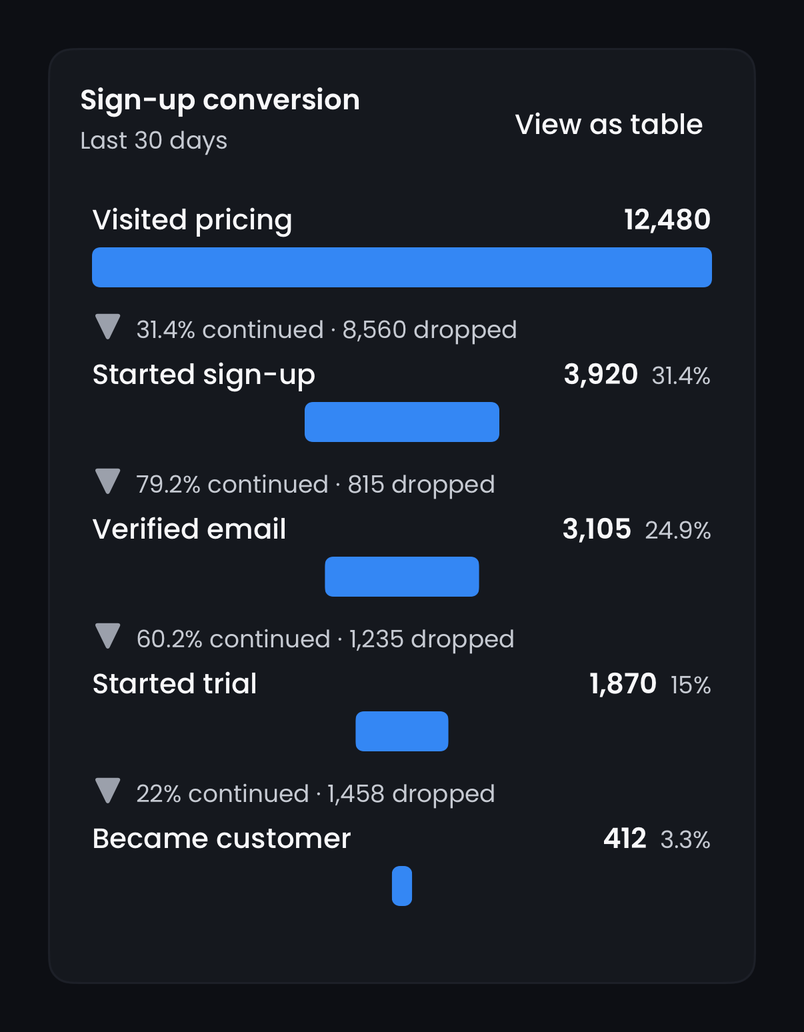 Sign-up conversion
Last 30 days
View as table
Visited pricing 12,480
31.4% continued · 8,560 dropped
Started sign-up 3,920 31.4%
79.2% continued · 815 dropped
Verified email 3,105 24.9%
60.2% continued · 1,235 dropped
Started trial 1,870 15%
22% continued · 1,458 dropped
Became customer 412 3.3%